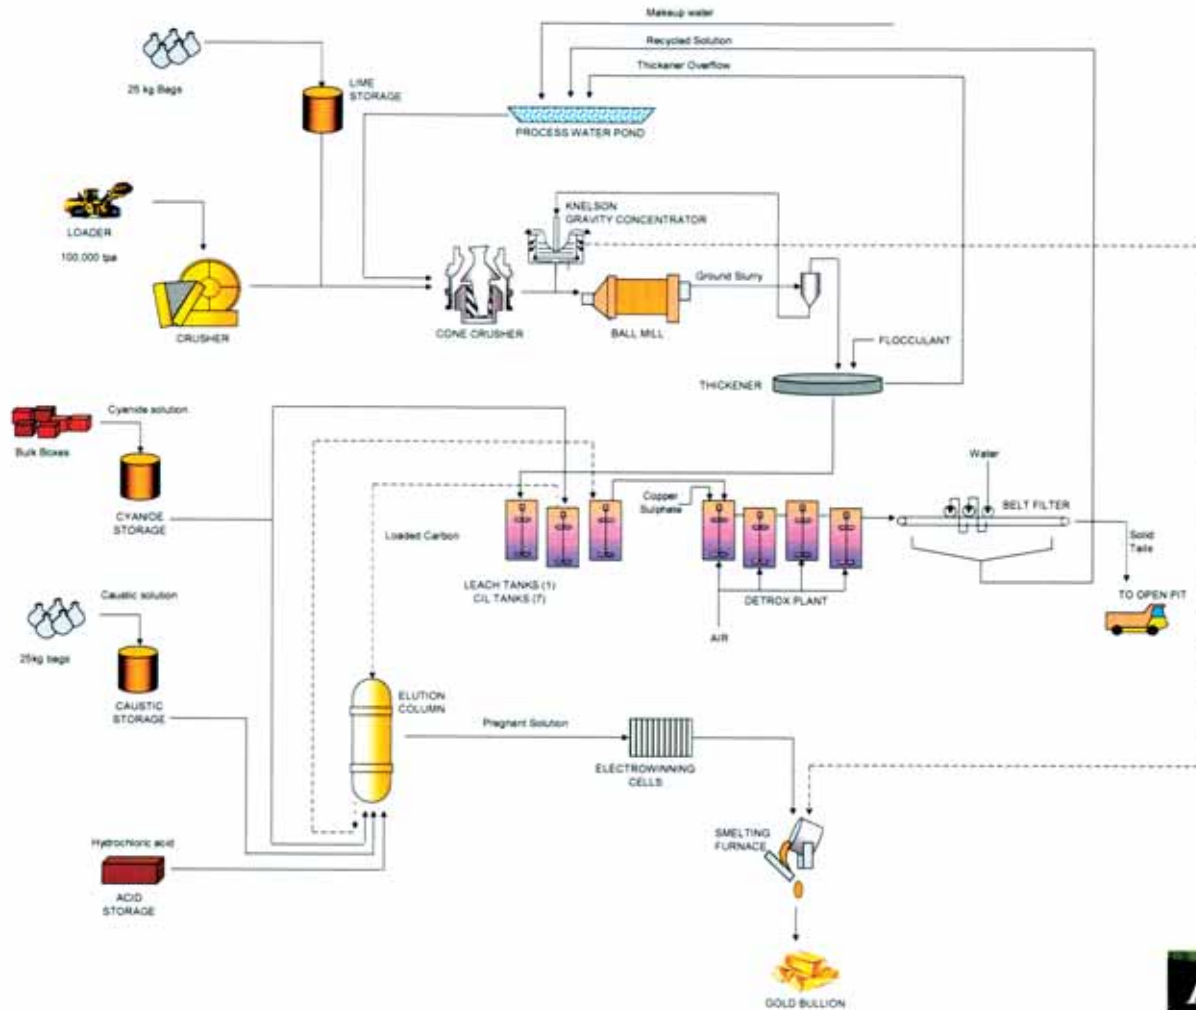 Makeup water
Recycled Solution
Thickener Overflow
25 kg Bags
LIME
STORAGE
PROCESS WATER POND
LOADER
100,000 tpa
KNELSON
GRAVITY CONCENTRATOR
Ground Slurry
CRUSHER
CONE CRUSHER
BALL MILL
FLOCCULANT
THICKENER
Cyanide solution
Bulk Boxes
CYANIDE
STORAGE
Copper
Sulphate
Water
BELT FILTER
Loaded Carbon
Solid
Tails
LEACH TANKS (1)
CIL TANKS (7)
DETROX PLANT
TO OPEN PIT
AIR
Caustic solution
25kg bags
CAUSTIC
STORAGE
ELUTION
COLUMN
Pregnant Solution
ELECTROWINNING
CELLS
Hydrochloric acid
SMELTING
FURNACE
ACID
STORAGE
GOLD BULLION